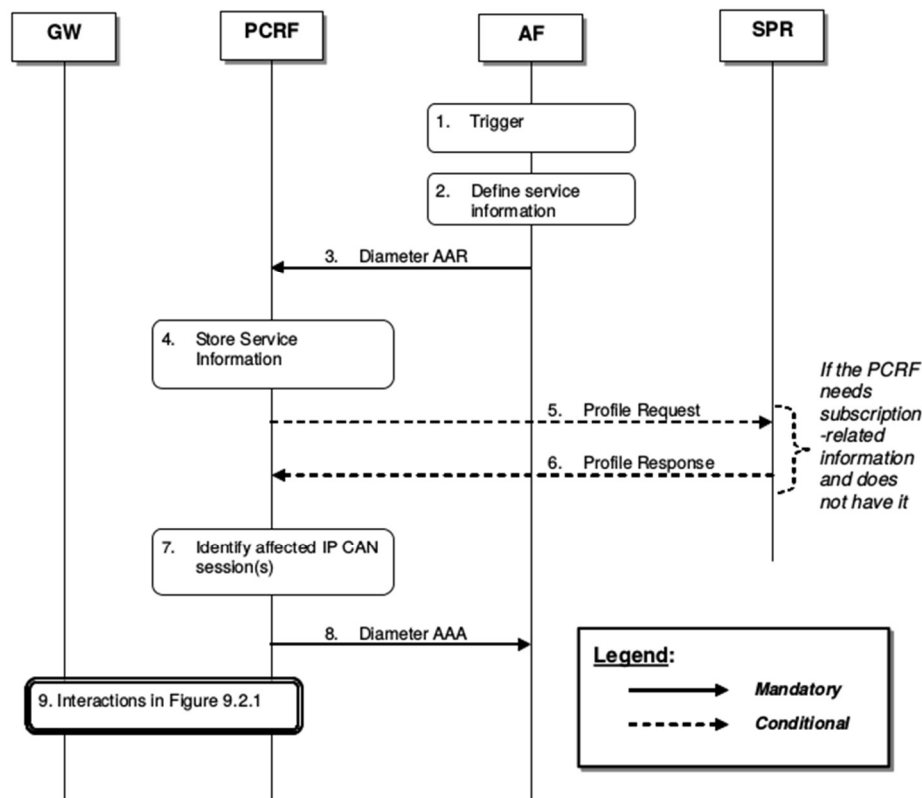 GW
PCRF
AF
SPR
1. Trigger
2. Define service
information
3. Diameter AAR
4. Store Service
Information
5. Profile Request
6. Profile Response
If the PCRF
needs
subscription
-related
information
and does
not have it
7. Identify affected IP CAN
session(s)
8. Diameter AAA
9. Interactions in Figure 9.2.1
Legend:
Mandatory
Conditional